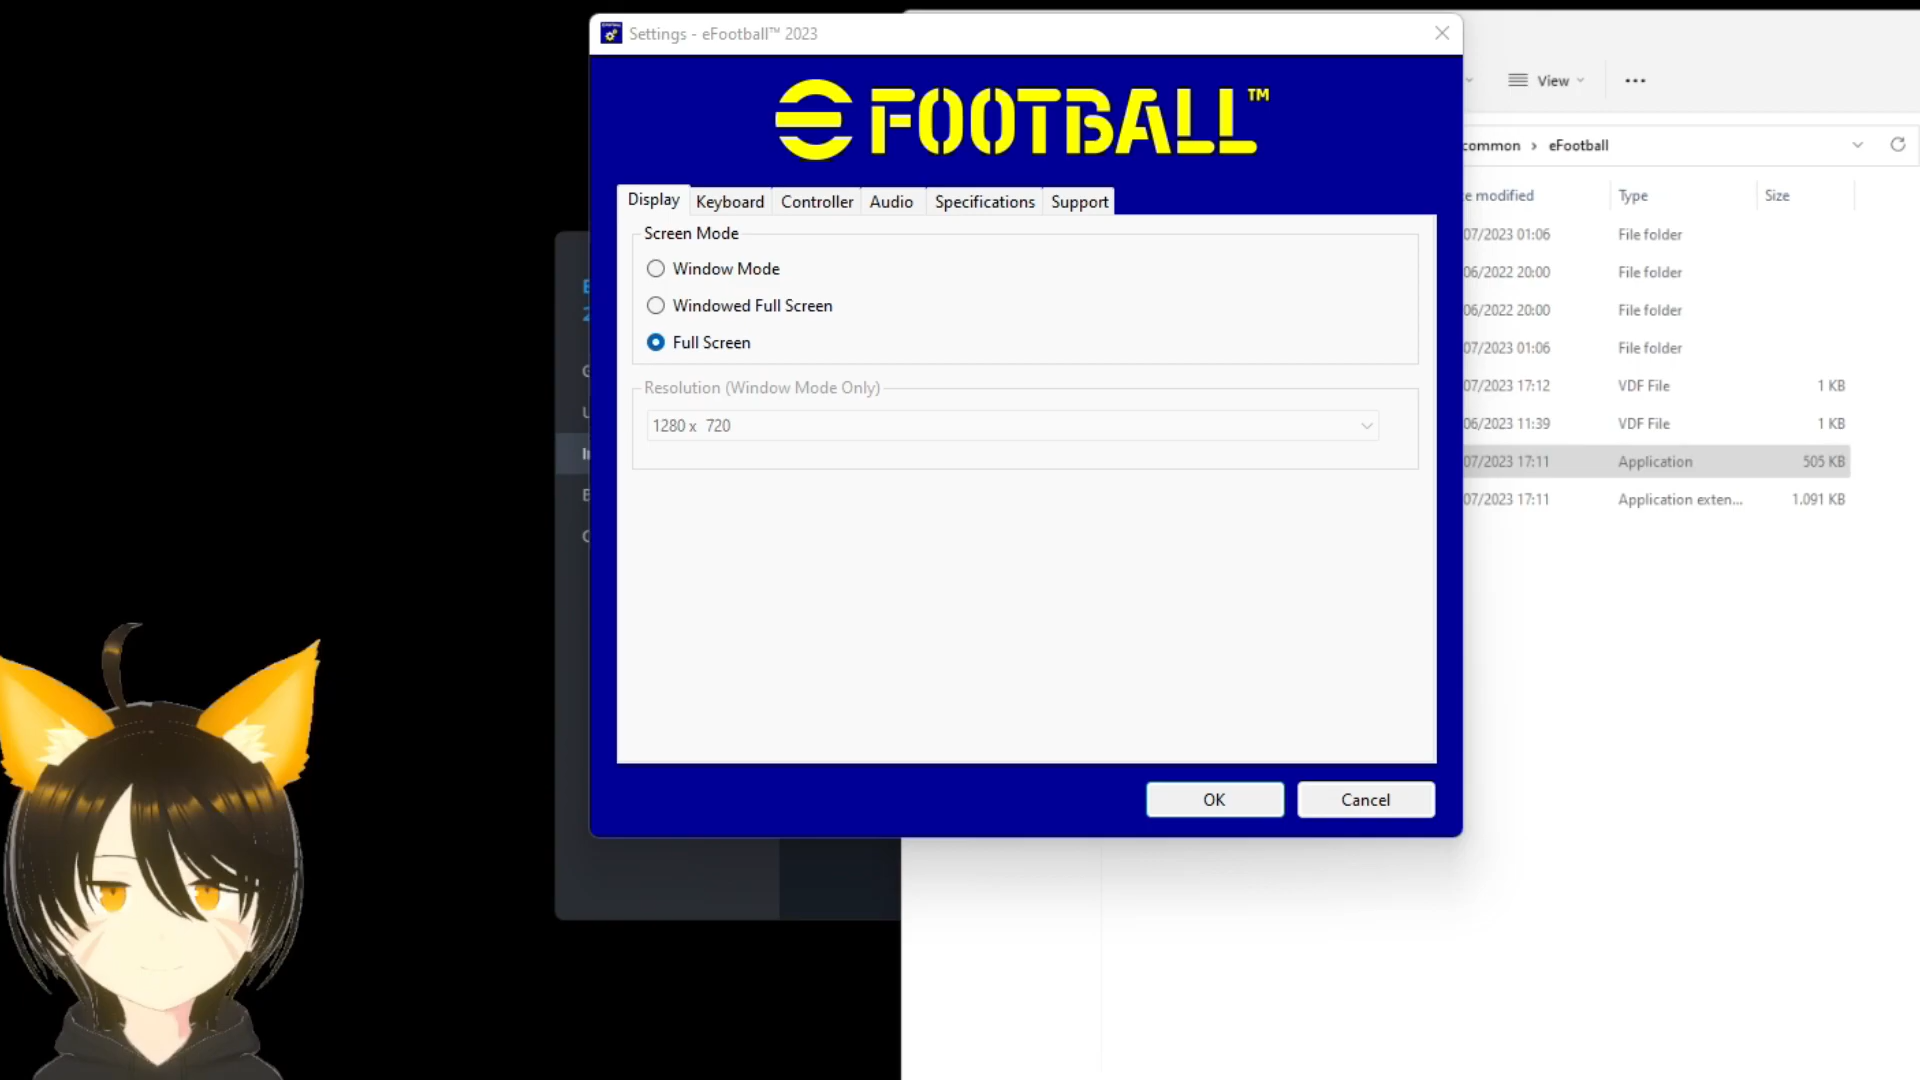 Settings - eFootball™ 2023
FOOTBALL™
Display Keyboard Controller Audio Specifications Support
Screen Mode
Window Mode
Windowed Full Screen
Full Screen
Resolution (Window Mode Only)
1280 x 720
OK Cancel
View
common › eFootball
modified Type Size
07/2023 01:06 File folder
06/2022 20:00 File folder
06/2022 20:00 File folder
07/2023 01:06 File folder
07/2023 17:12 VDF File 1 KB
06/2023 11:39 VDF File 1 KB
07/2023 17:11 Application 505 KB
07/2023 17:11 Application exten... 1.091 KB